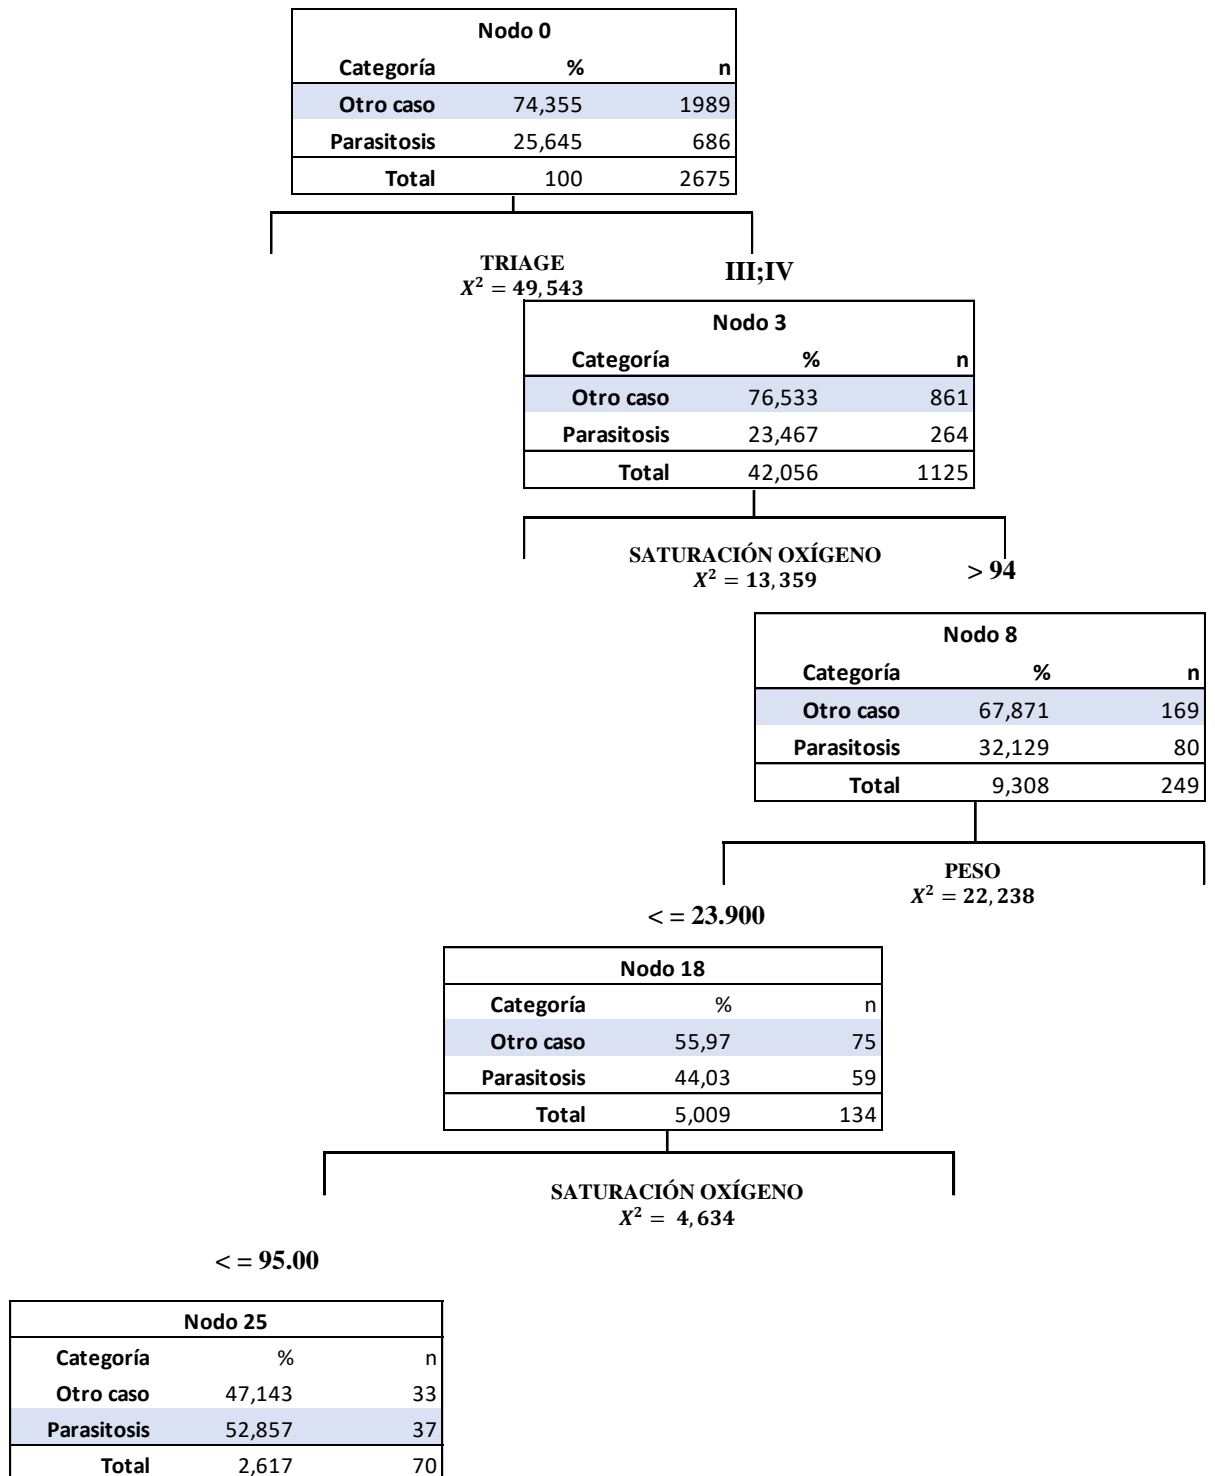 Nodo 0
Categoría % n
Otro caso 74,355 1989
Parasitosis 25,645 686
Total 100 2675
TRIAGE
X² = 49,543
III;IV
Nodo 3
Categoría % n
Otro caso 76,533 861
Parasitosis 23,467 264
Total 42,056 1125
SATURACIÓN OXÍGENO
X² = 13,359
> 94
Nodo 8
Categoría % n
Otro caso 67,871 169
Parasitosis 32,129 80
Total 9,308 249
PESO
X² = 22,238
< = 23.900
Nodo 18
Categoría % n
Otro caso 55,97 75
Parasitosis 44,03 59
Total 5,009 134
SATURACIÓN OXÍGENO
X² = 4,634
< = 95.00
Nodo 25
Categoría % n
Otro caso 47,143 33
Parasitosis 52,857 37
Total 2,617 70